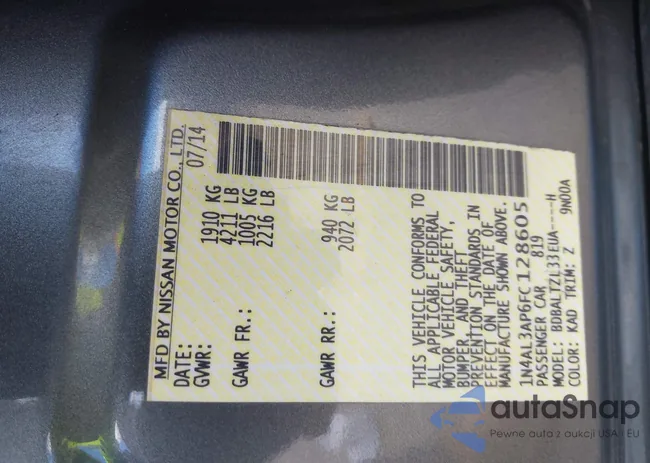 MFD BY NISSAN MOTOR CO., LTD.
DATE: 07/14
GVWR: 1910 KG
4211 LB
GAWR FR.: 1005 KG
2216 LB
GAWR RR.: 940 KG
2072 LB
THIS VEHICLE CONFORMS TO
ALL APPLICABLE FEDERAL
MOTOR VEHICLE SAFETY,
BUMPER, AND THEFT
PREVENTION STANDARDS IN
EFFECT ON THE DATE OF
MANUFACTURE SHOWN ABOVE.
1N4AL3AP6FC128605
PASSENGER CAR 819
MODEL: BDBALTZL33EUA----H
COLOR: KAD TRIM: Z 9N00A
autaSnap
Pewne auta z aukcji USA i EU